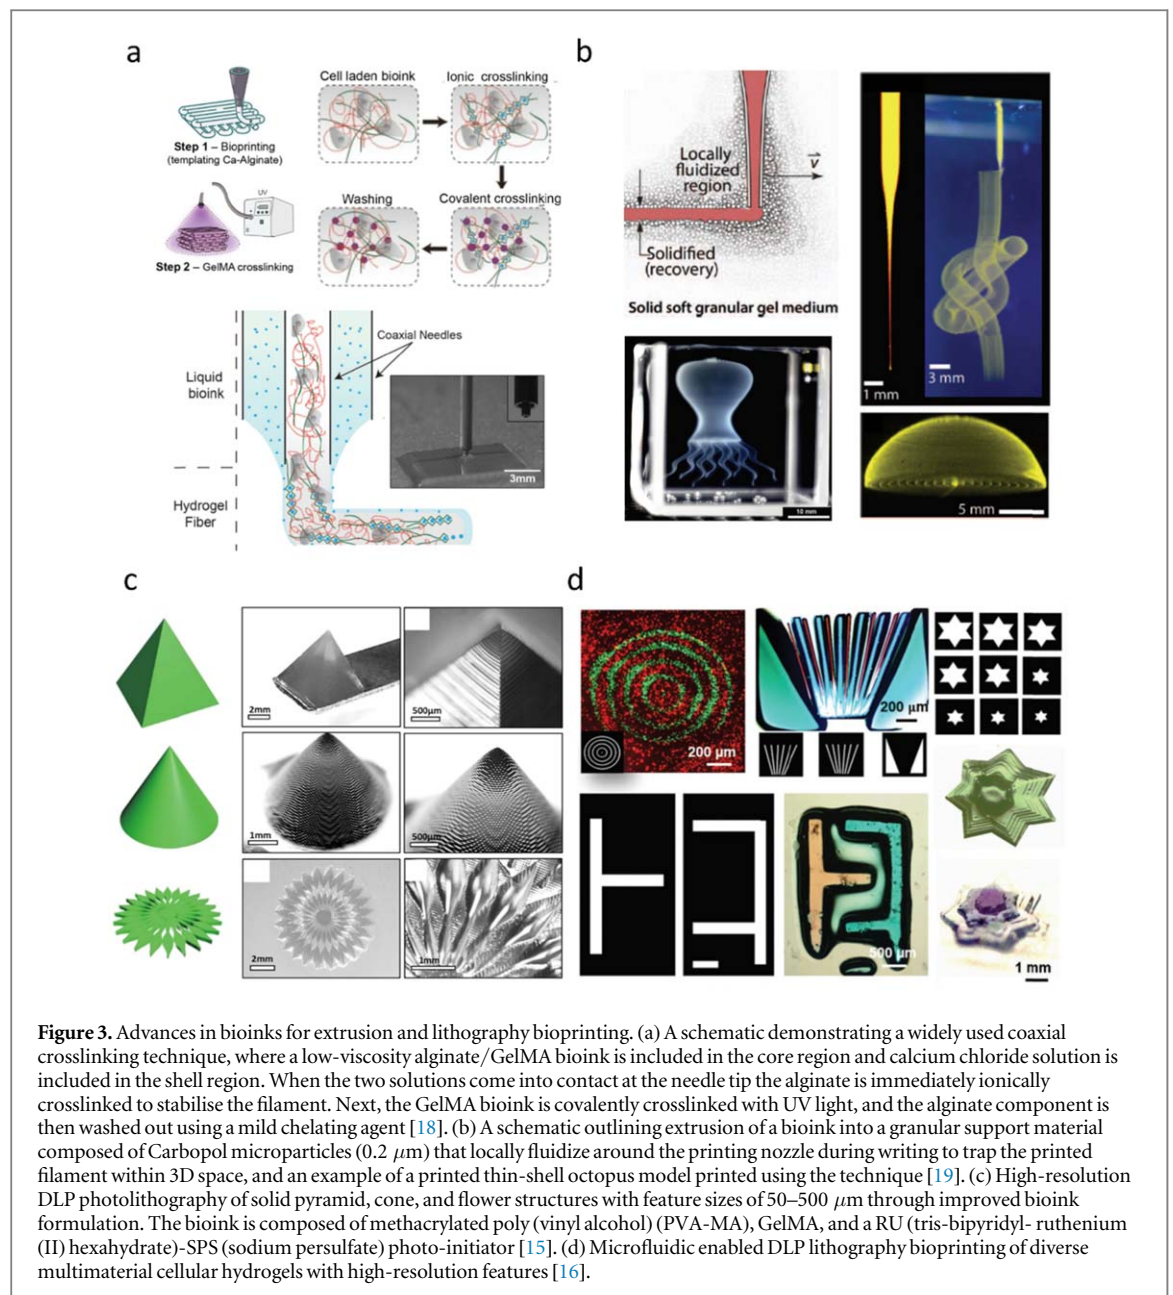 a
Step 1 – Bioprinting
(templating Ca-Alginate)
UV
Step 2 – GelMA crosslinking
Cell laden bioink
Ionic crosslinking
Washing
Covalent crosslinking
Liquid
bioink
Hydrogel
Fiber
Coaxial Needles
3mm
b
Locally
fluidized
region
v
Solidified
(recovery)
Solid soft granular gel medium
10 mm
1 mm
3 mm
5 mm
c
2mm
500µm
1mm
500µm
2mm
1mm
d
200 µm
200 µm
500 µm
1 mm
Figure 3. Advances in bioinks for extrusion and lithography bioprinting. (a) A schematic demonstrating a widely used coaxial
crosslinking technique, where a low-viscosity alginate/GelMA bioink is included in the core region and calcium chloride solution is
included in the shell region. When the two solutions come into contact at the needle tip the alginate is immediately ionically
crosslinked to stabilise the filament. Next, the GelMA bioink is covalently crosslinked with UV light, and the alginate component is
then washed out using a mild chelating agent [18]. (b) A schematic outlining extrusion of a bioink into a granular support material
composed of Carbopol microparticles (0.2 μm) that locally fluidize around the printing nozzle during writing to trap the printed
filament within 3D space, and an example of a printed thin-shell octopus model printed using the technique [19]. (c) High-resolution
DLP photolithography of solid pyramid, cone, and flower structures with feature sizes of 50–500 μm through improved bioink
formulation. The bioink is composed of methacrylated poly (vinyl alcohol) (PVA-MA), GelMA, and a RU (tris-bipyridyl- ruthenium
(II) hexahydrate)-SPS (sodium persulfate) photo-initiator [15]. (d) Microfluidic enabled DLP lithography bioprinting of diverse
multimaterial cellular hydrogels with high-resolution features [16].